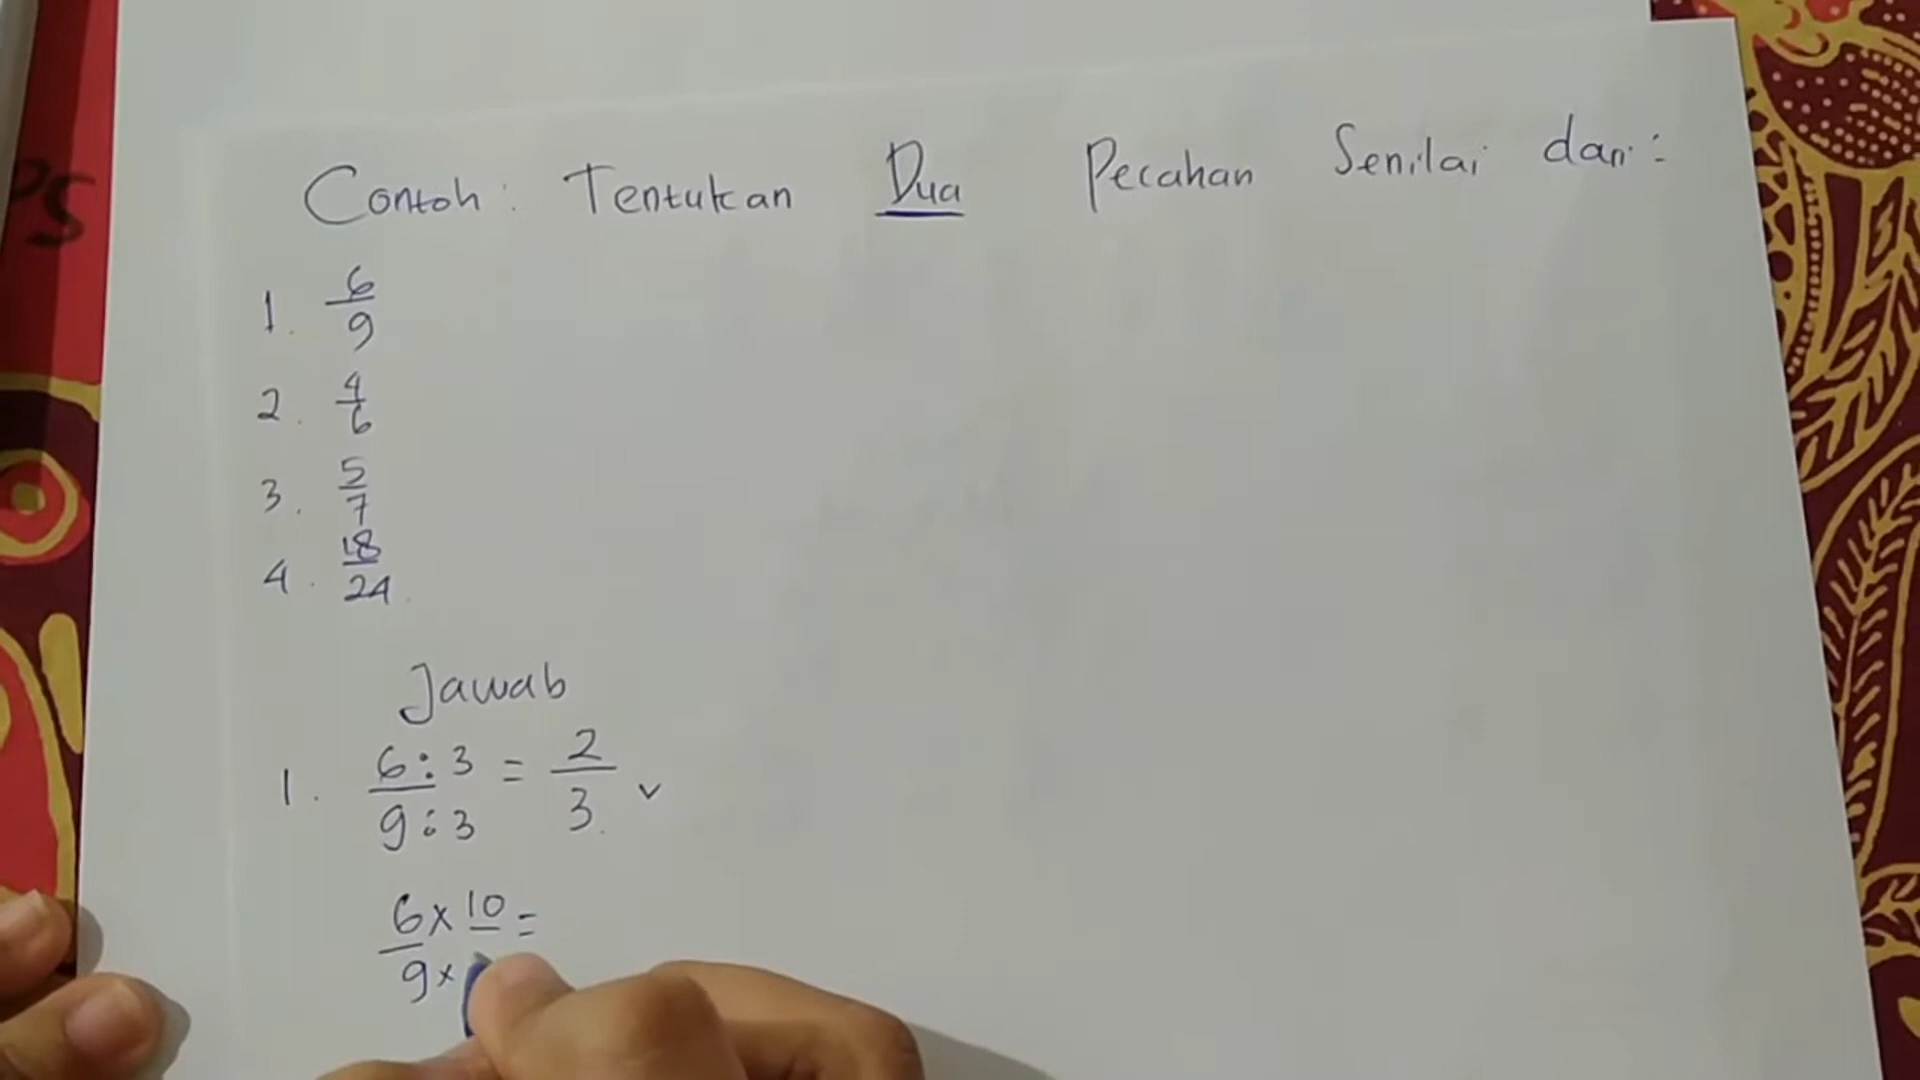 Contoh : Tentukan Dua Pecahan Senilai dari :
1. 6/9
2. 4/6
3. 5/7
4. 18/24
Jawab
1. 6:3 / 9:3 = 2/3 ✓
6 x 10 / 9 x =